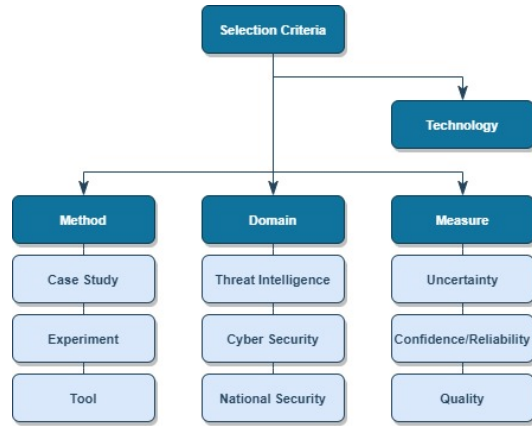 Selection Criteria
Technology
Method
Domain
Measure
Case Study
Threat Intelligence
Uncertainty
Experiment
Cyber Security
Confidence/Reliability
Tool
National Security
Quality